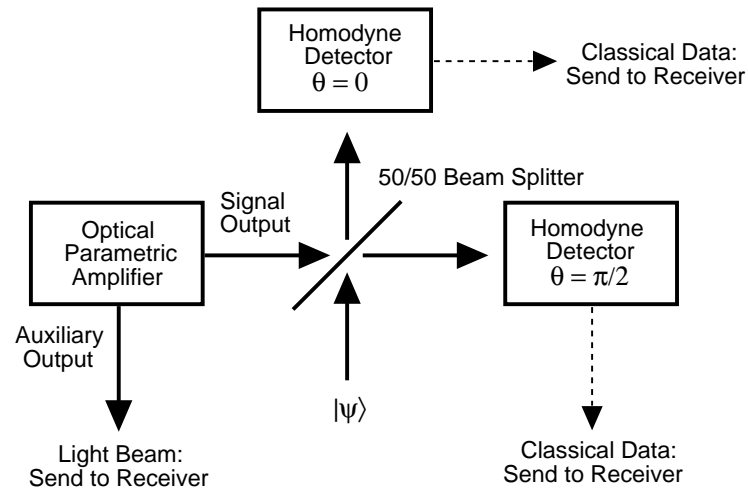 Homodyne
Detector
θ = 0
Classical Data:
Send to Receiver
50/50 Beam Splitter
Signal
Output
Optical
Parametric
Amplifier
Homodyne
Detector
θ = π/2
Auxiliary
Output
|ψ⟩
Light Beam:
Send to Receiver
Classical Data:
Send to Receiver